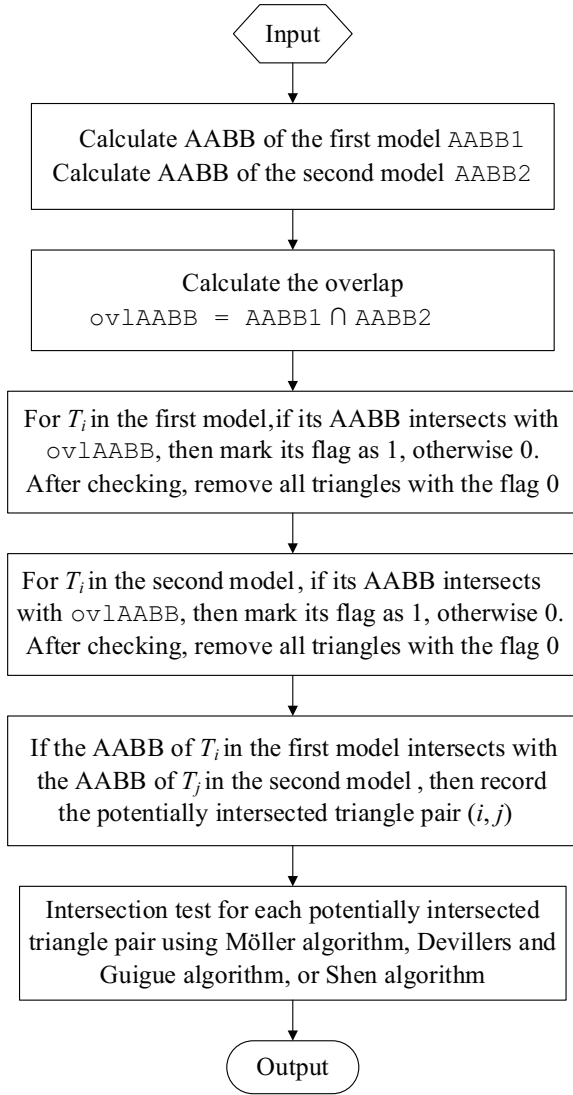 Input
Calculate AABB of the first model AABB1
Calculate AABB of the second model AABB2
Calculate the overlap
ovlAABB = AABB1 ∩ AABB2
For Ti in the first model, if its AABB intersects with
ovlAABB, then mark its flag as 1, otherwise 0.
After checking, remove all triangles with the flag 0
For Ti in the second model, if its AABB intersects
with ovlAABB, then mark its flag as 1, otherwise 0.
After checking, remove all triangles with the flag 0
If the AABB of Ti in the first model intersects with
the AABB of Tj in the second model, then record
the potentially intersected triangle pair (i, j)
Intersection test for each potentially intersected
triangle pair using Möller algorithm, Devillers and
Guigue algorithm, or Shen algorithm
Output